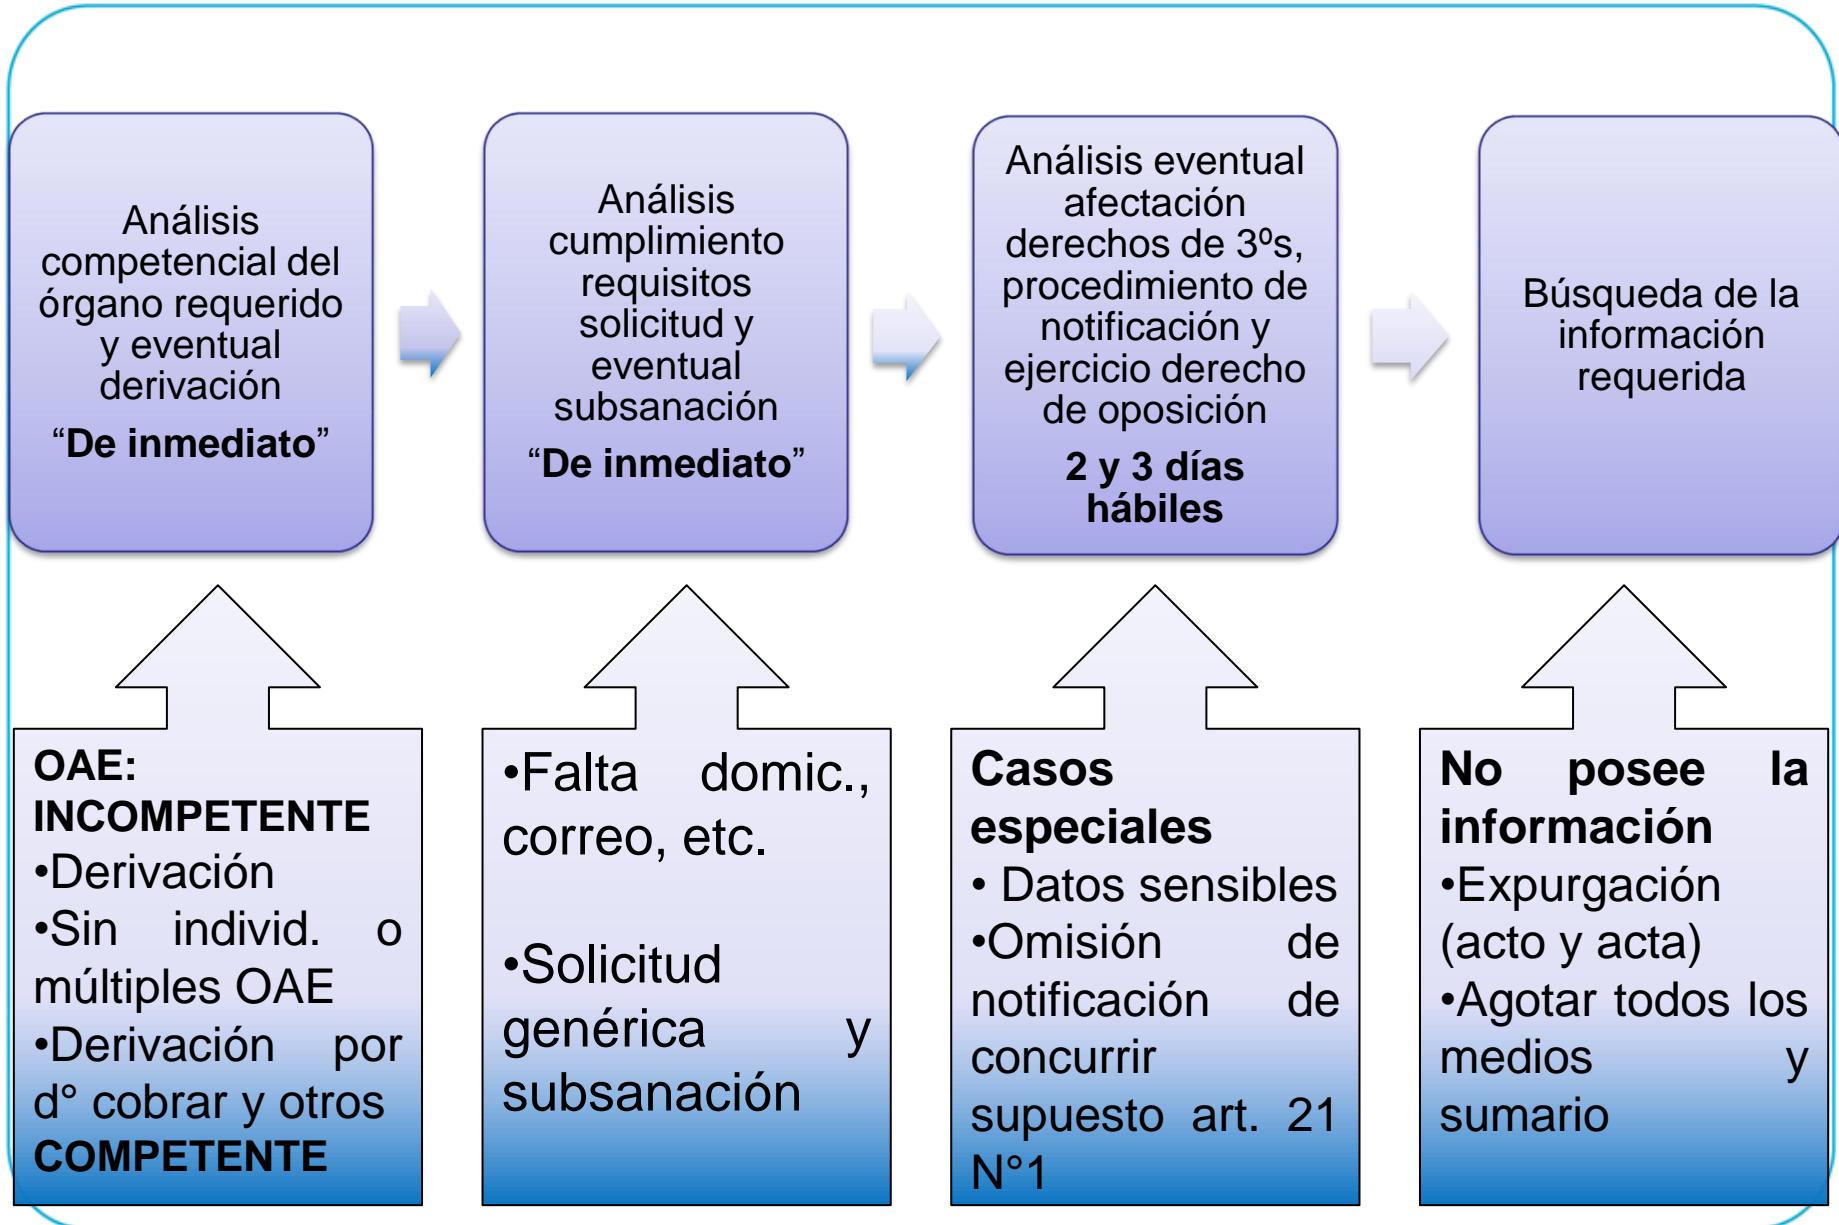 Análisis
competencial del
órgano requerido
y eventual
derivación
“De inmediato”
Análisis
cumplimiento
requisitos
solicitud y
eventual
subsanación
“De inmediato”
Análisis eventual
afectación
derechos de 3ºs,
procedimiento de
notificación y
ejercicio derecho
de oposición
2 y 3 días
hábiles
Búsqueda de la
información
requerida
OAE:
INCOMPETENTE
•Derivación
•Sin individ. o
múltiples OAE
•Derivación por
d° cobrar y otros
COMPETENTE
•Falta domic.,
correo, etc.
•Solicitud
genérica y
subsanación
Casos
especiales
• Datos sensibles
•Omisión de
notificación de
concurrir
supuesto art. 21
N°1
No posee la
información
•Expurgación
(acto y acta)
•Agotar todos los
medios y
sumario